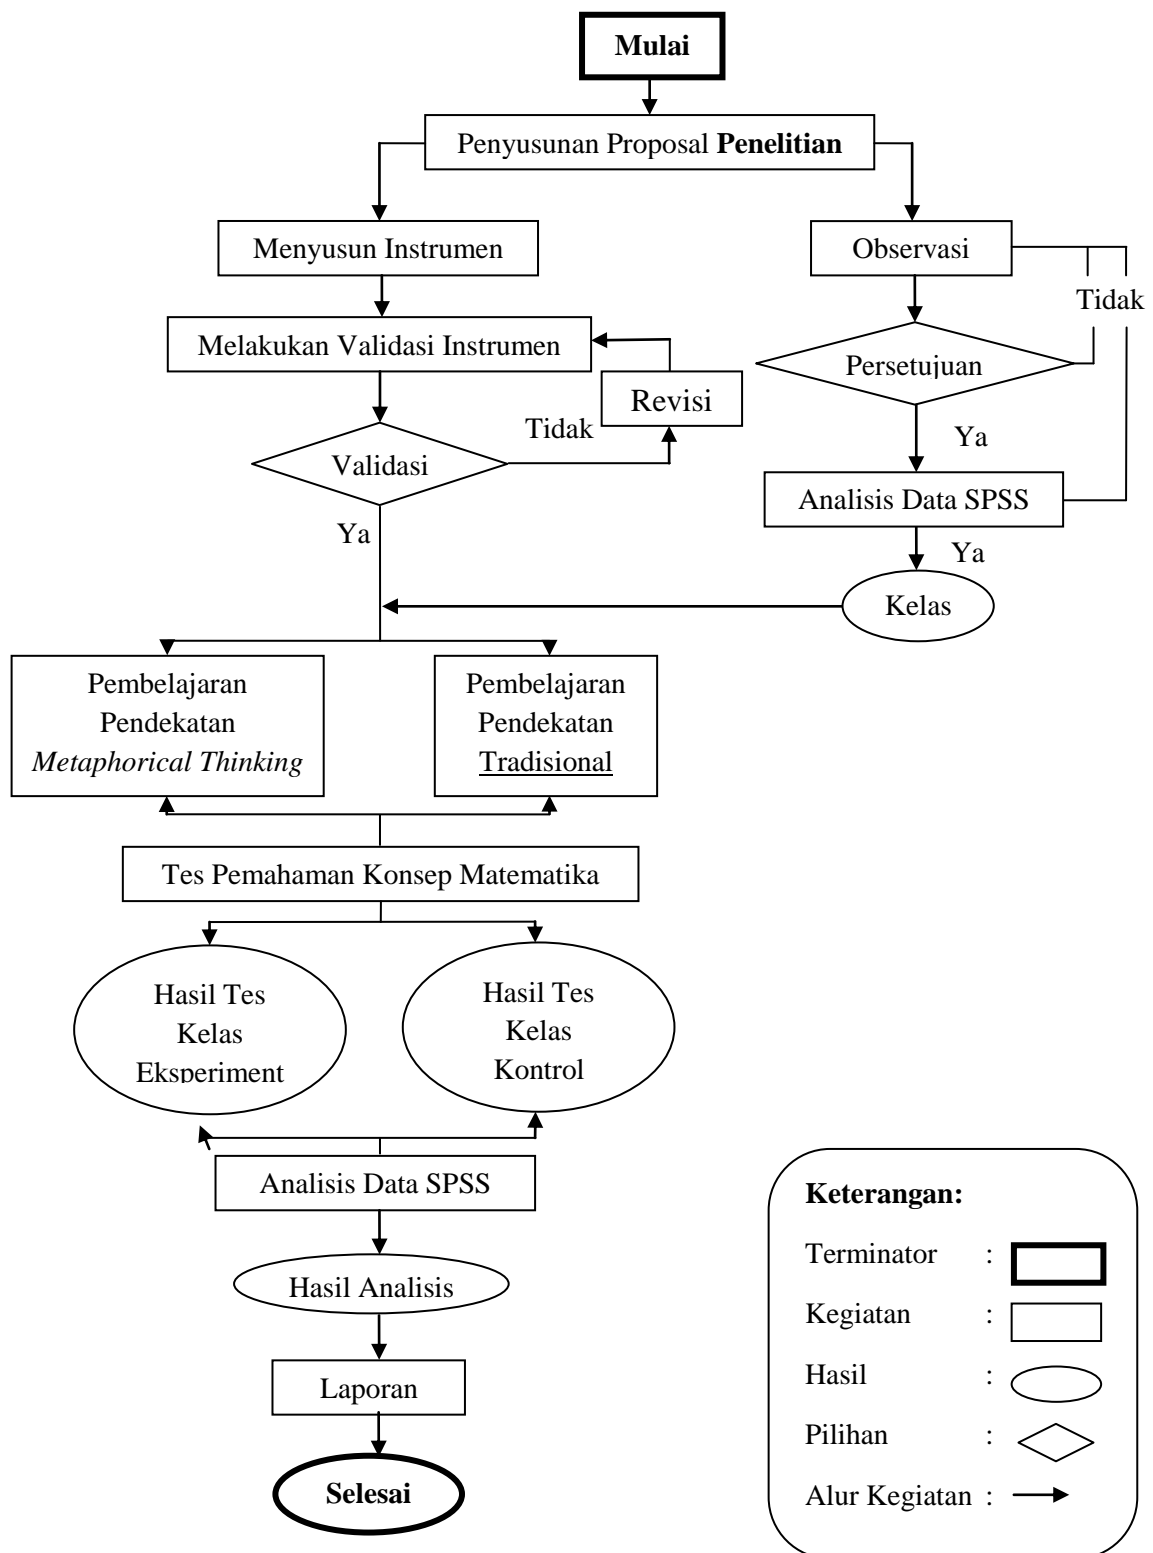 Mulai
Penyusunan Proposal Penelitian
Menyusun Instrumen
Observasi
Tidak
Melakukan Validasi Instrumen
Persetujuan
Revisi
Tidak
Ya
Validasi
Analisis Data SPSS
Ya
Ya
Kelas
Pembelajaran
Pendekatan
Metaphorical Thinking
Pembelajaran
Pendekatan
Tradisional
Tes Pemahaman Konsep Matematika
Hasil Tes
Kelas
Eksperiment
Hasil Tes
Kelas
Kontrol
Analisis Data SPSS
Hasil Analisis
Laporan
Selesai
Keterangan:
Terminator :
Kegiatan :
Hasil :
Pilihan :
Alur Kegiatan :